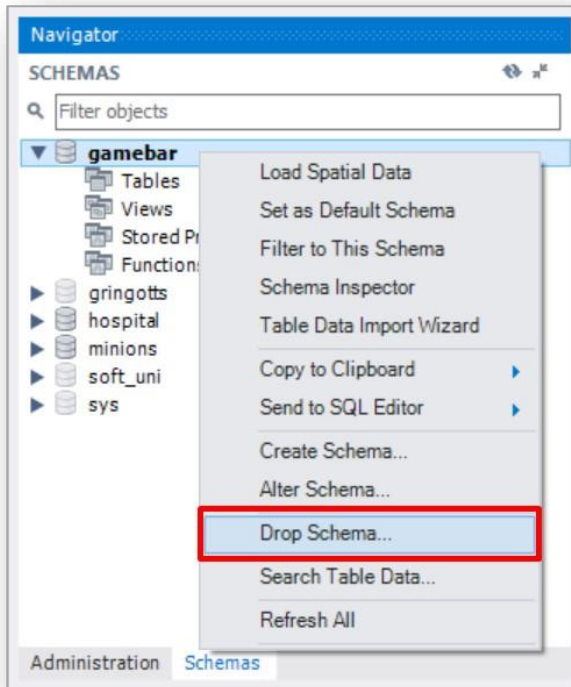 Navigator
SCHEMAS
Filter objects
gamebar
Tables
Views
Stored Pr
Function
gringotts
hospital
minions
soft_uni
sys
Load Spatial Data
Set as Default Schema
Filter to This Schema
Schema Inspector
Table Data Import Wizard
Copy to Clipboard
Send to SQL Editor
Create Schema...
Alter Schema...
Drop Schema...
Search Table Data...
Refresh All
Administration Schemas